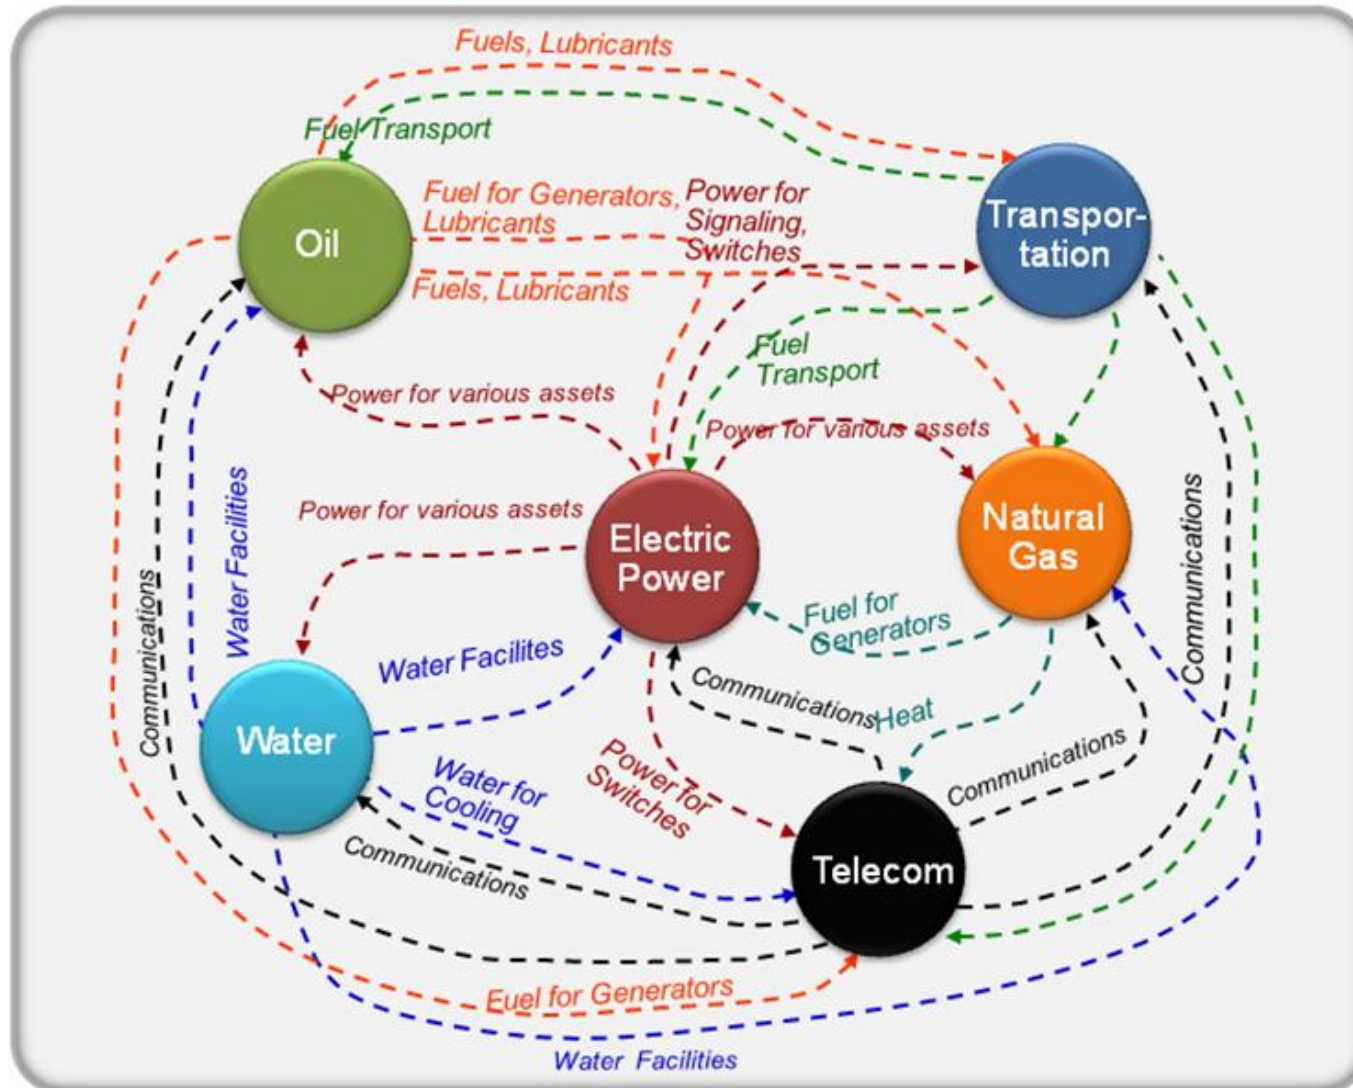 Fuels, Lubricants
Fuel Transport
Fuel for Generators,
Lubricants
Power for
Signaling,
Switches
Transpor-
tation
Oil
Fuels, Lubricants
Fuel
Transport
Power for various assets
Power for various assets
Water Facilities
Power for various assets
Electric
Power
Natural
Gas
Communications
Communications
Fuel for
Generators
Water Facilites
Communications
Heat
Water
Water for
Cooling
Power for
Switches
Communications
Communications
Telecom
Fuel for Generators
Water Facilities